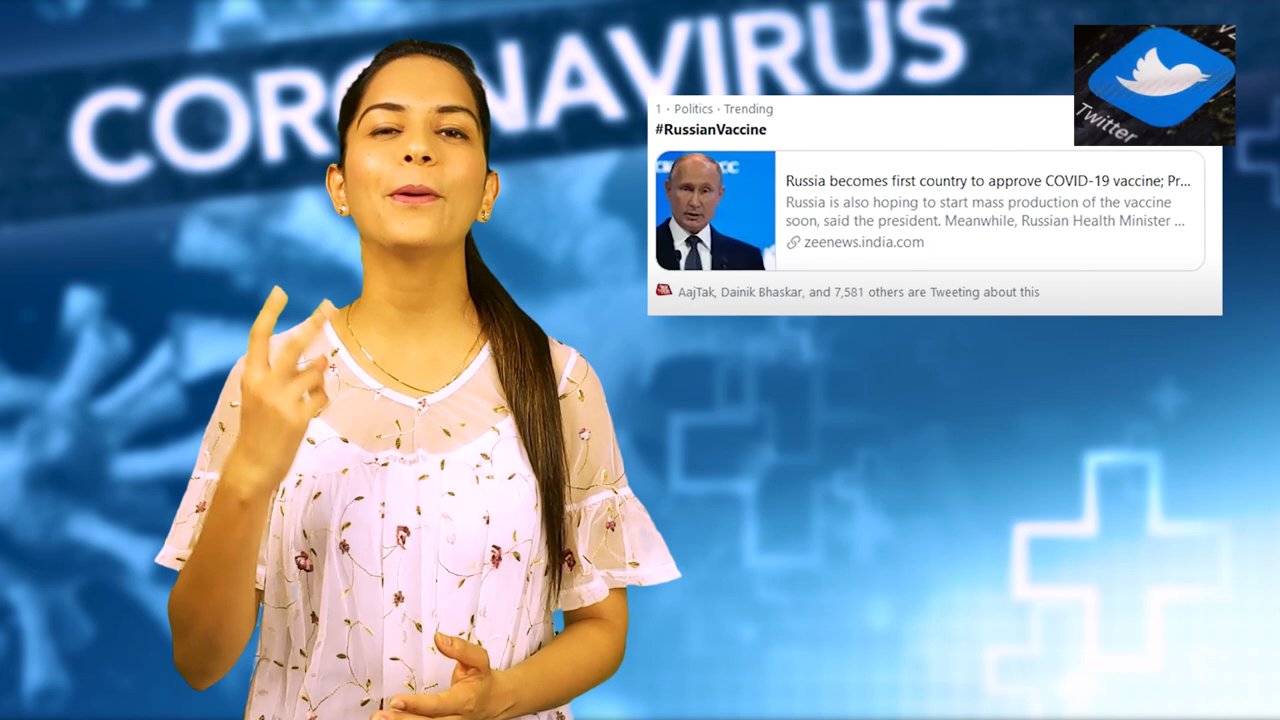 CORONAVIRUS
Twitter
1 · Politics · Trending
#RussianVaccine
Russia becomes first country to approve COVID-19 vaccine; Pr...
Russia is also hoping to start mass production of the vaccine
soon, said the president. Meanwhile, Russian Health Minister ...
zeenews.india.com
AajTak, Dainik Bhaskar, and 7,581 others are Tweeting about this